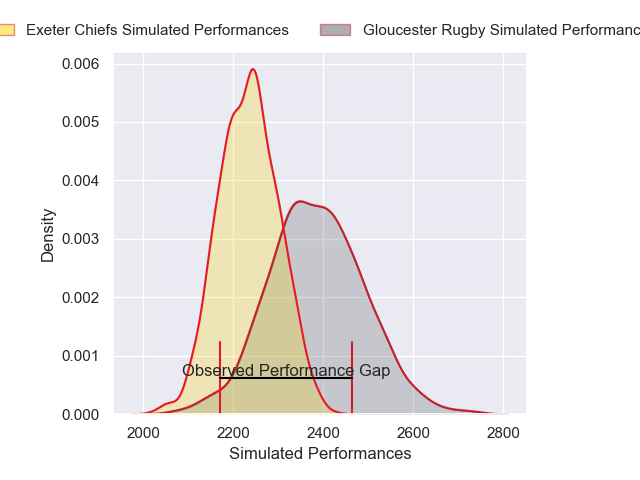 Exeter Chiefs Simulated Performances
Gloucester Rugby Simulated
0.006
0.005
0.004
0.003
0.002
0.001
0.000
Density
Observed Performance Gap
2000 2200 2400 2600 2800
Simulated Performances